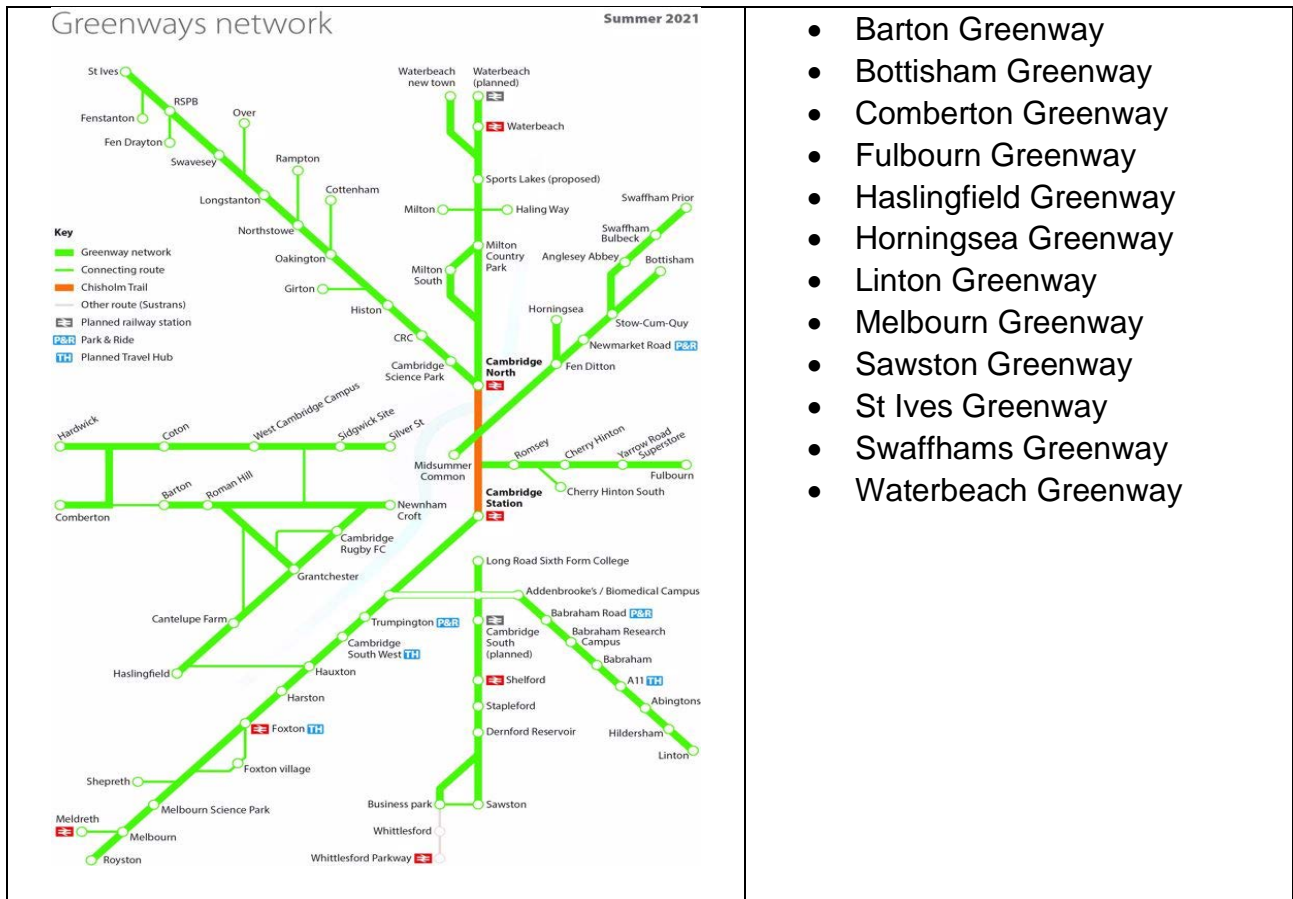 Greenways network
Summer 2021
St Ives
RSPB
Fenstanton
Fen Drayton
Over
Swavesey
Rampton
Longstanton
Cottenham
Northstowe
Oakington
Girton
Histon
CRC
Cambridge
Science Park
Waterbeach
new town
Waterbeach
(planned)
Waterbeach
Sports Lakes (proposed)
Milton
Haling Way
Milton
Country
Park
Milton
South
Cambridge
North
Swaffham Prior
Swaffham
Bulbeck
Anglesey Abbey
Bottisham
Horningsea
Stow-Cum-Quy
Newmarket Road P&R
Fen Ditton
Midsummer
Common
Key
Greenway network
Connecting route
Chisholm Trail
Other route (Sustrans)
Planned railway station
P&R Park & Ride
TH Planned Travel Hub
Hardwick
Coton
West Cambridge Campus
Sidgwick Site
Silver St
Romsey
Cherry Hinton
Yarrow Road
Superstore
Fulbourn
Cherry Hinton South
Cambridge
Station
Comberton
Barton
Roman Hill
Newnham
Croft
Cambridge
Rugby FC
Grantchester
Cantelupe Farm
Haslingfield
Long Road Sixth Form College
Addenbrooke's / Biomedical Campus
Trumpington P&R
Cambridge
South West TH
Hauxton
Harston
Foxton TH
Foxton village
Shepreth
Melbourn Science Park
Meldreth
Melbourn
Royston
Cambridge
South
(planned)
Shelford
Stapleford
Dernford Reservoir
Business park
Sawston
Whittlesford
Whittlesford Parkway
Babraham Road P&R
Babraham Research
Campus
Babraham
A11 TH
Abingtons
Hildersham
Linton
• Barton Greenway
• Bottisham Greenway
• Comberton Greenway
• Fulbourn Greenway
• Haslingfield Greenway
• Horningsea Greenway
• Linton Greenway
• Melbourn Greenway
• Sawston Greenway
• St Ives Greenway
• Swaffhams Greenway
• Waterbeach Greenway